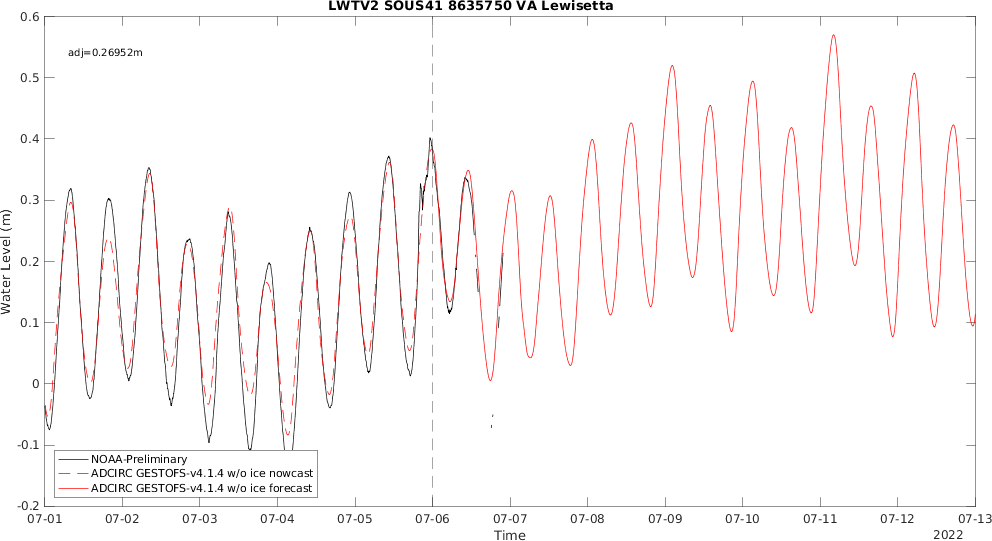 LWTV2 SOUS41 8635750 VA Lewisetta
adj=0.26952m
Water Level (m)
0.6
0.5
0.4
0.3
0.2
0.1
0
-0.1
-0.2
NOAA-Preliminary
ADCIRC GESTOFS-v4.1.4 w/o ice nowcast
ADCIRC GESTOFS-v4.1.4 w/o ice forecast
07-01 07-02 07-03 07-04 07-05 07-06 07-07 07-08 07-09 07-10 07-11 07-12 07-13
Time
2022